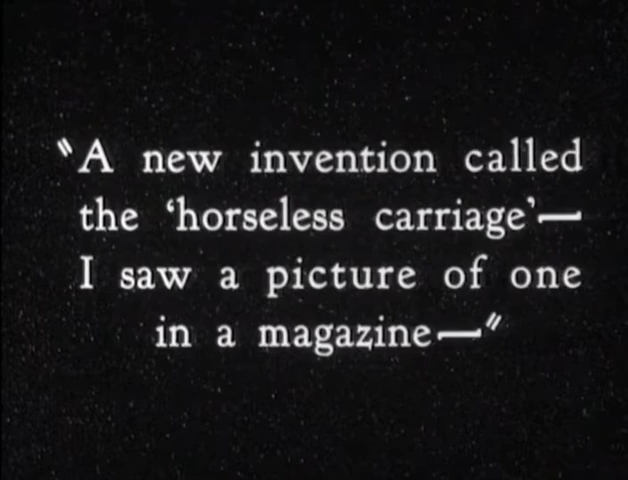 "A new invention called
the 'horseless carriage'—
I saw a picture of one
in a magazine—"